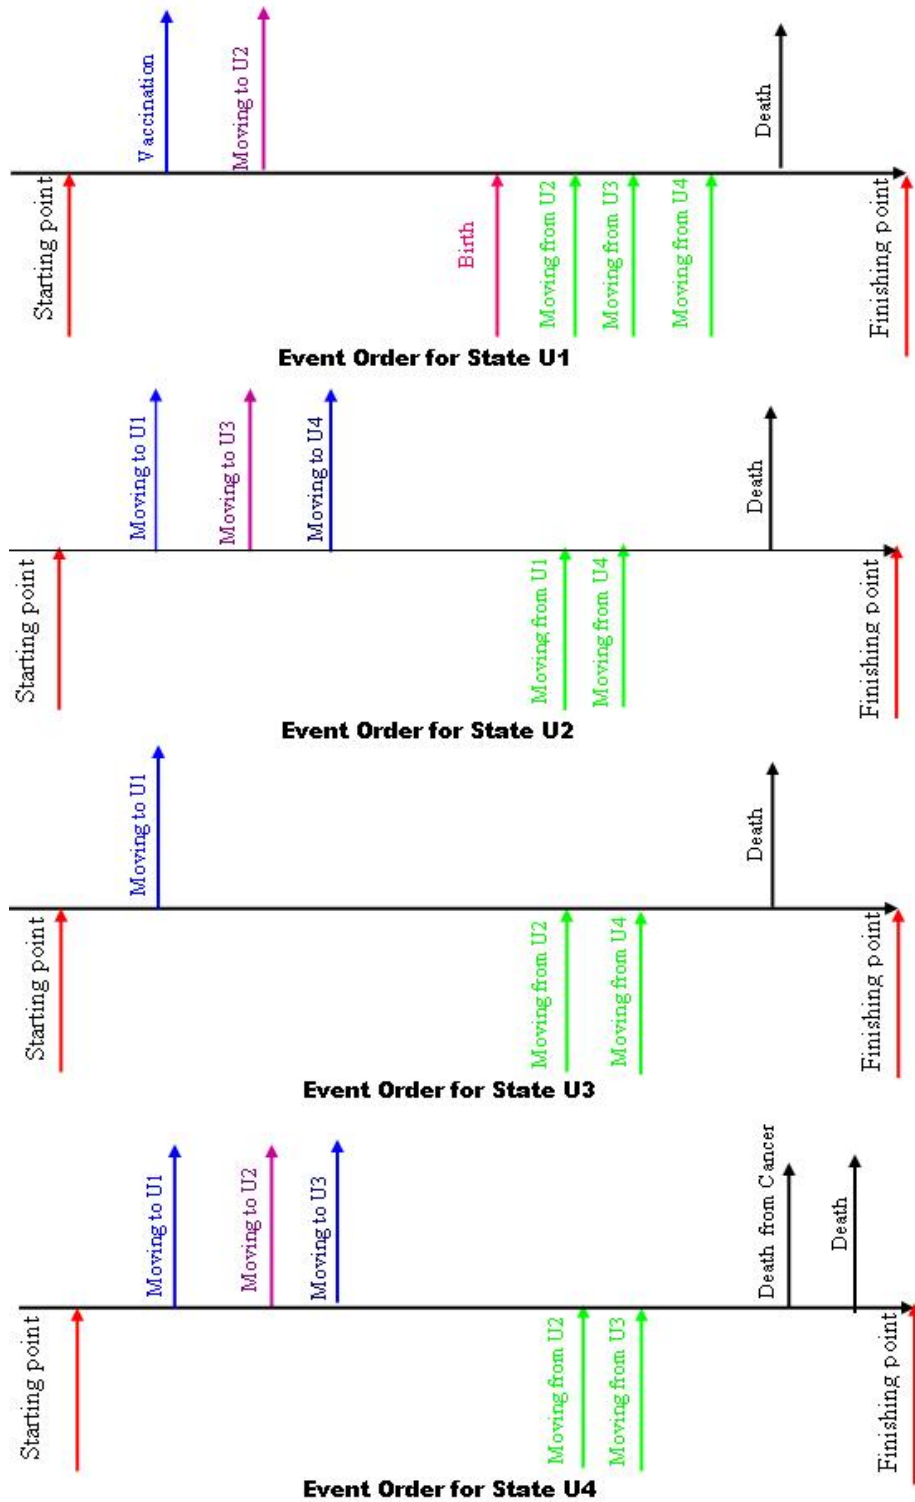 Starting point
Vaccination
Moving to U2
Birth
Moving from U2
Moving from U3
Moving from U4
Death
Finishing point
Event Order for State U1
Starting point
Moving to U1
Moving to U3
Moving to U4
Moving from U1
Moving from U4
Death
Finishing point
Event Order for State U2
Starting point
Moving to U1
Moving from U2
Moving from U4
Death
Finishing point
Event Order for State U3
Starting point
Moving to U1
Moving to U2
Moving to U3
Moving from U2
Moving from U3
Death from Cancer
Death
Finishing point
Event Order for State U4